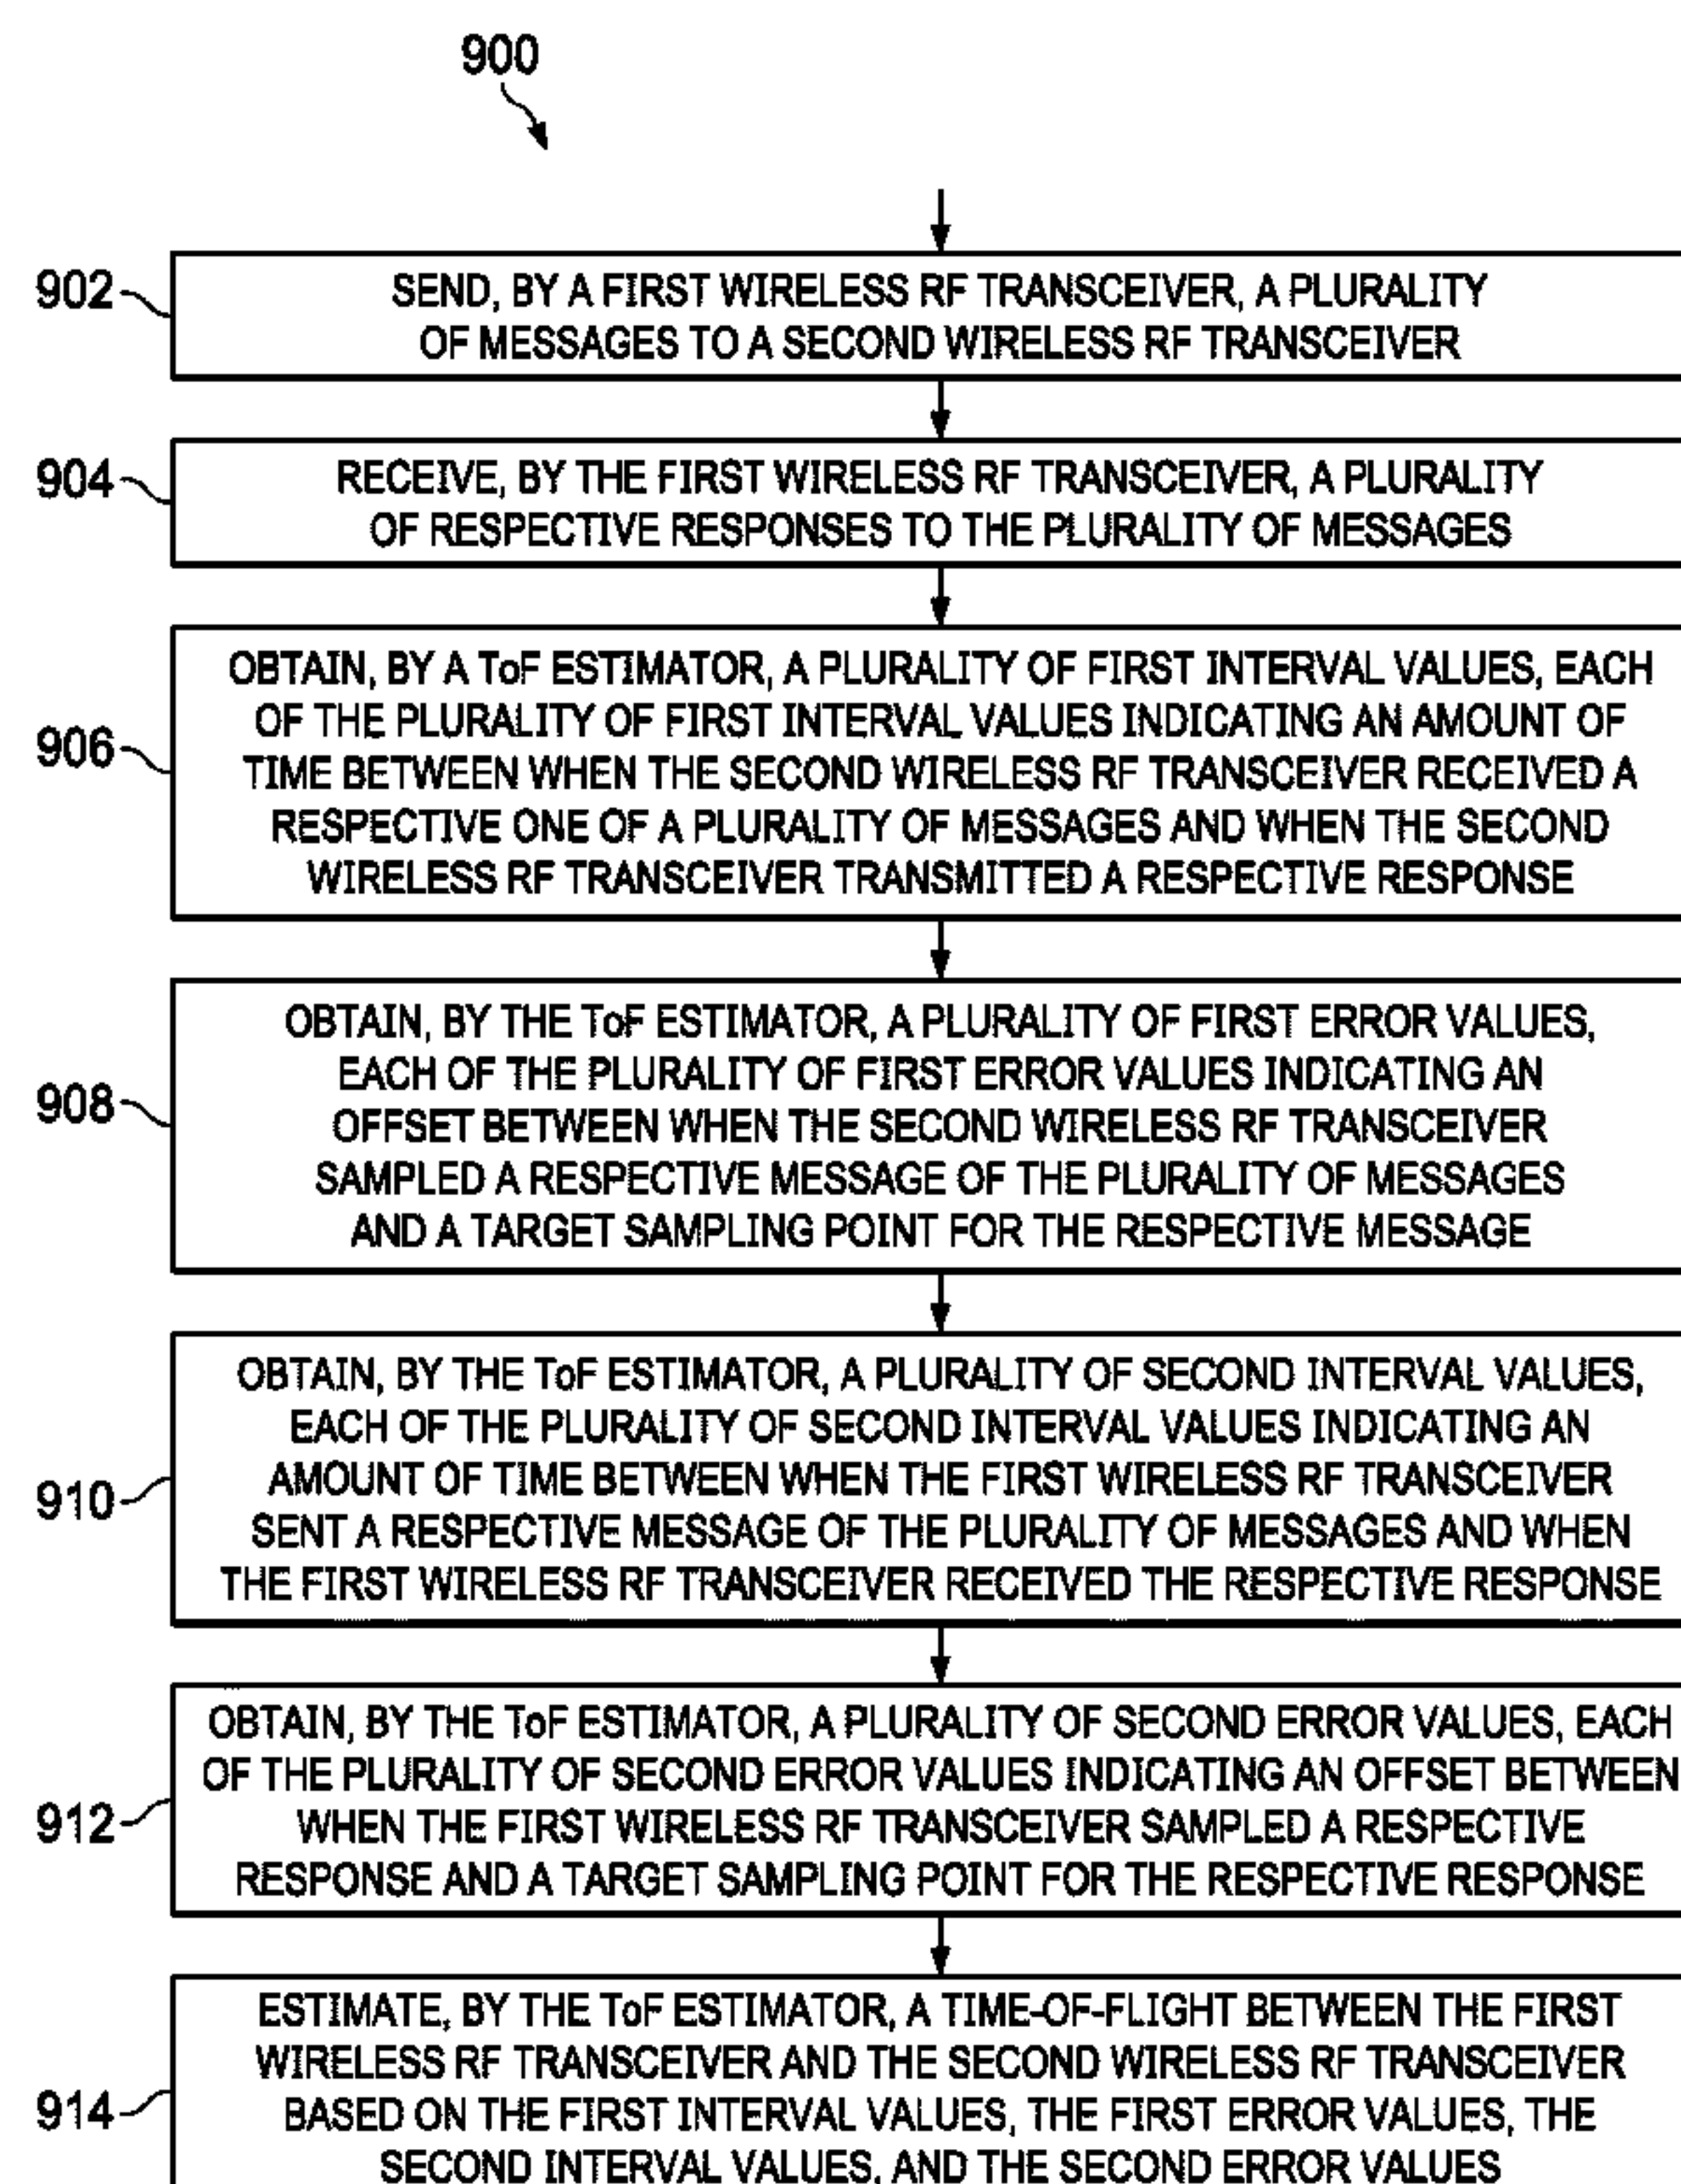 900
902
SEND, BY A FIRST WIRELESS RF TRANSCEIVER, A PLURALITY
OF MESSAGES TO A SECOND WIRELESS RF TRANSCEIVER
904
RECEIVE, BY THE FIRST WIRELESS RF TRANSCEIVER, A PLURALITY
OF RESPECTIVE RESPONSES TO THE PLURALITY OF MESSAGES
906
OBTAIN, BY A ToF ESTIMATOR, A PLURALITY OF FIRST INTERVAL VALUES, EACH
OF THE PLURALITY OF FIRST INTERVAL VALUES INDICATING AN AMOUNT OF
TIME BETWEEN WHEN THE SECOND WIRELESS RF TRANSCEIVER RECEIVED A
RESPECTIVE ONE OF A PLURALITY OF MESSAGES AND WHEN THE SECOND
WIRELESS RF TRANSCEIVER TRANSMITTED A RESPECTIVE RESPONSE
908
OBTAIN, BY THE ToF ESTIMATOR, A PLURALITY OF FIRST ERROR VALUES,
EACH OF THE PLURALITY OF FIRST ERROR VALUES INDICATING AN
OFFSET BETWEEN WHEN THE SECOND WIRELESS RF TRANSCEIVER
SAMPLED A RESPECTIVE MESSAGE OF THE PLURALITY OF MESSAGES
AND A TARGET SAMPLING POINT FOR THE RESPECTIVE MESSAGE
910
OBTAIN, BY THE ToF ESTIMATOR, A PLURALITY OF SECOND INTERVAL VALUES,
EACH OF THE PLURALITY OF SECOND INTERVAL VALUES INDICATING AN
AMOUNT OF TIME BETWEEN WHEN THE FIRST WIRELESS RF TRANSCEIVER
SENT A RESPECTIVE MESSAGE OF THE PLURALITY OF MESSAGES AND WHEN
THE FIRST WIRELESS RF TRANSCEIVER RECEIVED THE RESPECTIVE RESPONSE
912
OBTAIN, BY THE ToF ESTIMATOR, A PLURALITY OF SECOND ERROR VALUES, EACH
OF THE PLURALITY OF SECOND ERROR VALUES INDICATING AN OFFSET BETWEEN
WHEN THE FIRST WIRELESS RF TRANSCEIVER SAMPLED A RESPECTIVE
RESPONSE AND A TARGET SAMPLING POINT FOR THE RESPECTIVE RESPONSE
914
ESTIMATE, BY THE ToF ESTIMATOR, A TIME-OF-FLIGHT BETWEEN THE FIRST
WIRELESS RF TRANSCEIVER AND THE SECOND WIRELESS RF TRANSCEIVER
BASED ON THE FIRST INTERVAL VALUES, THE FIRST ERROR VALUES, THE
SECOND INTERVAL VALUES, AND THE SECOND ERROR VALUES